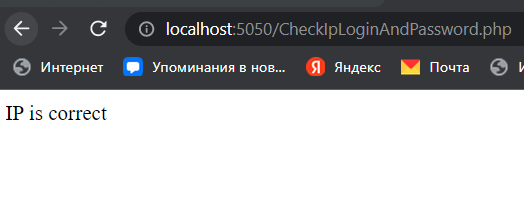 localhost:5050/CheckIpLoginAndPassword.php
Интернет Упоминания в нов... Яндекс Почта
IP is correct